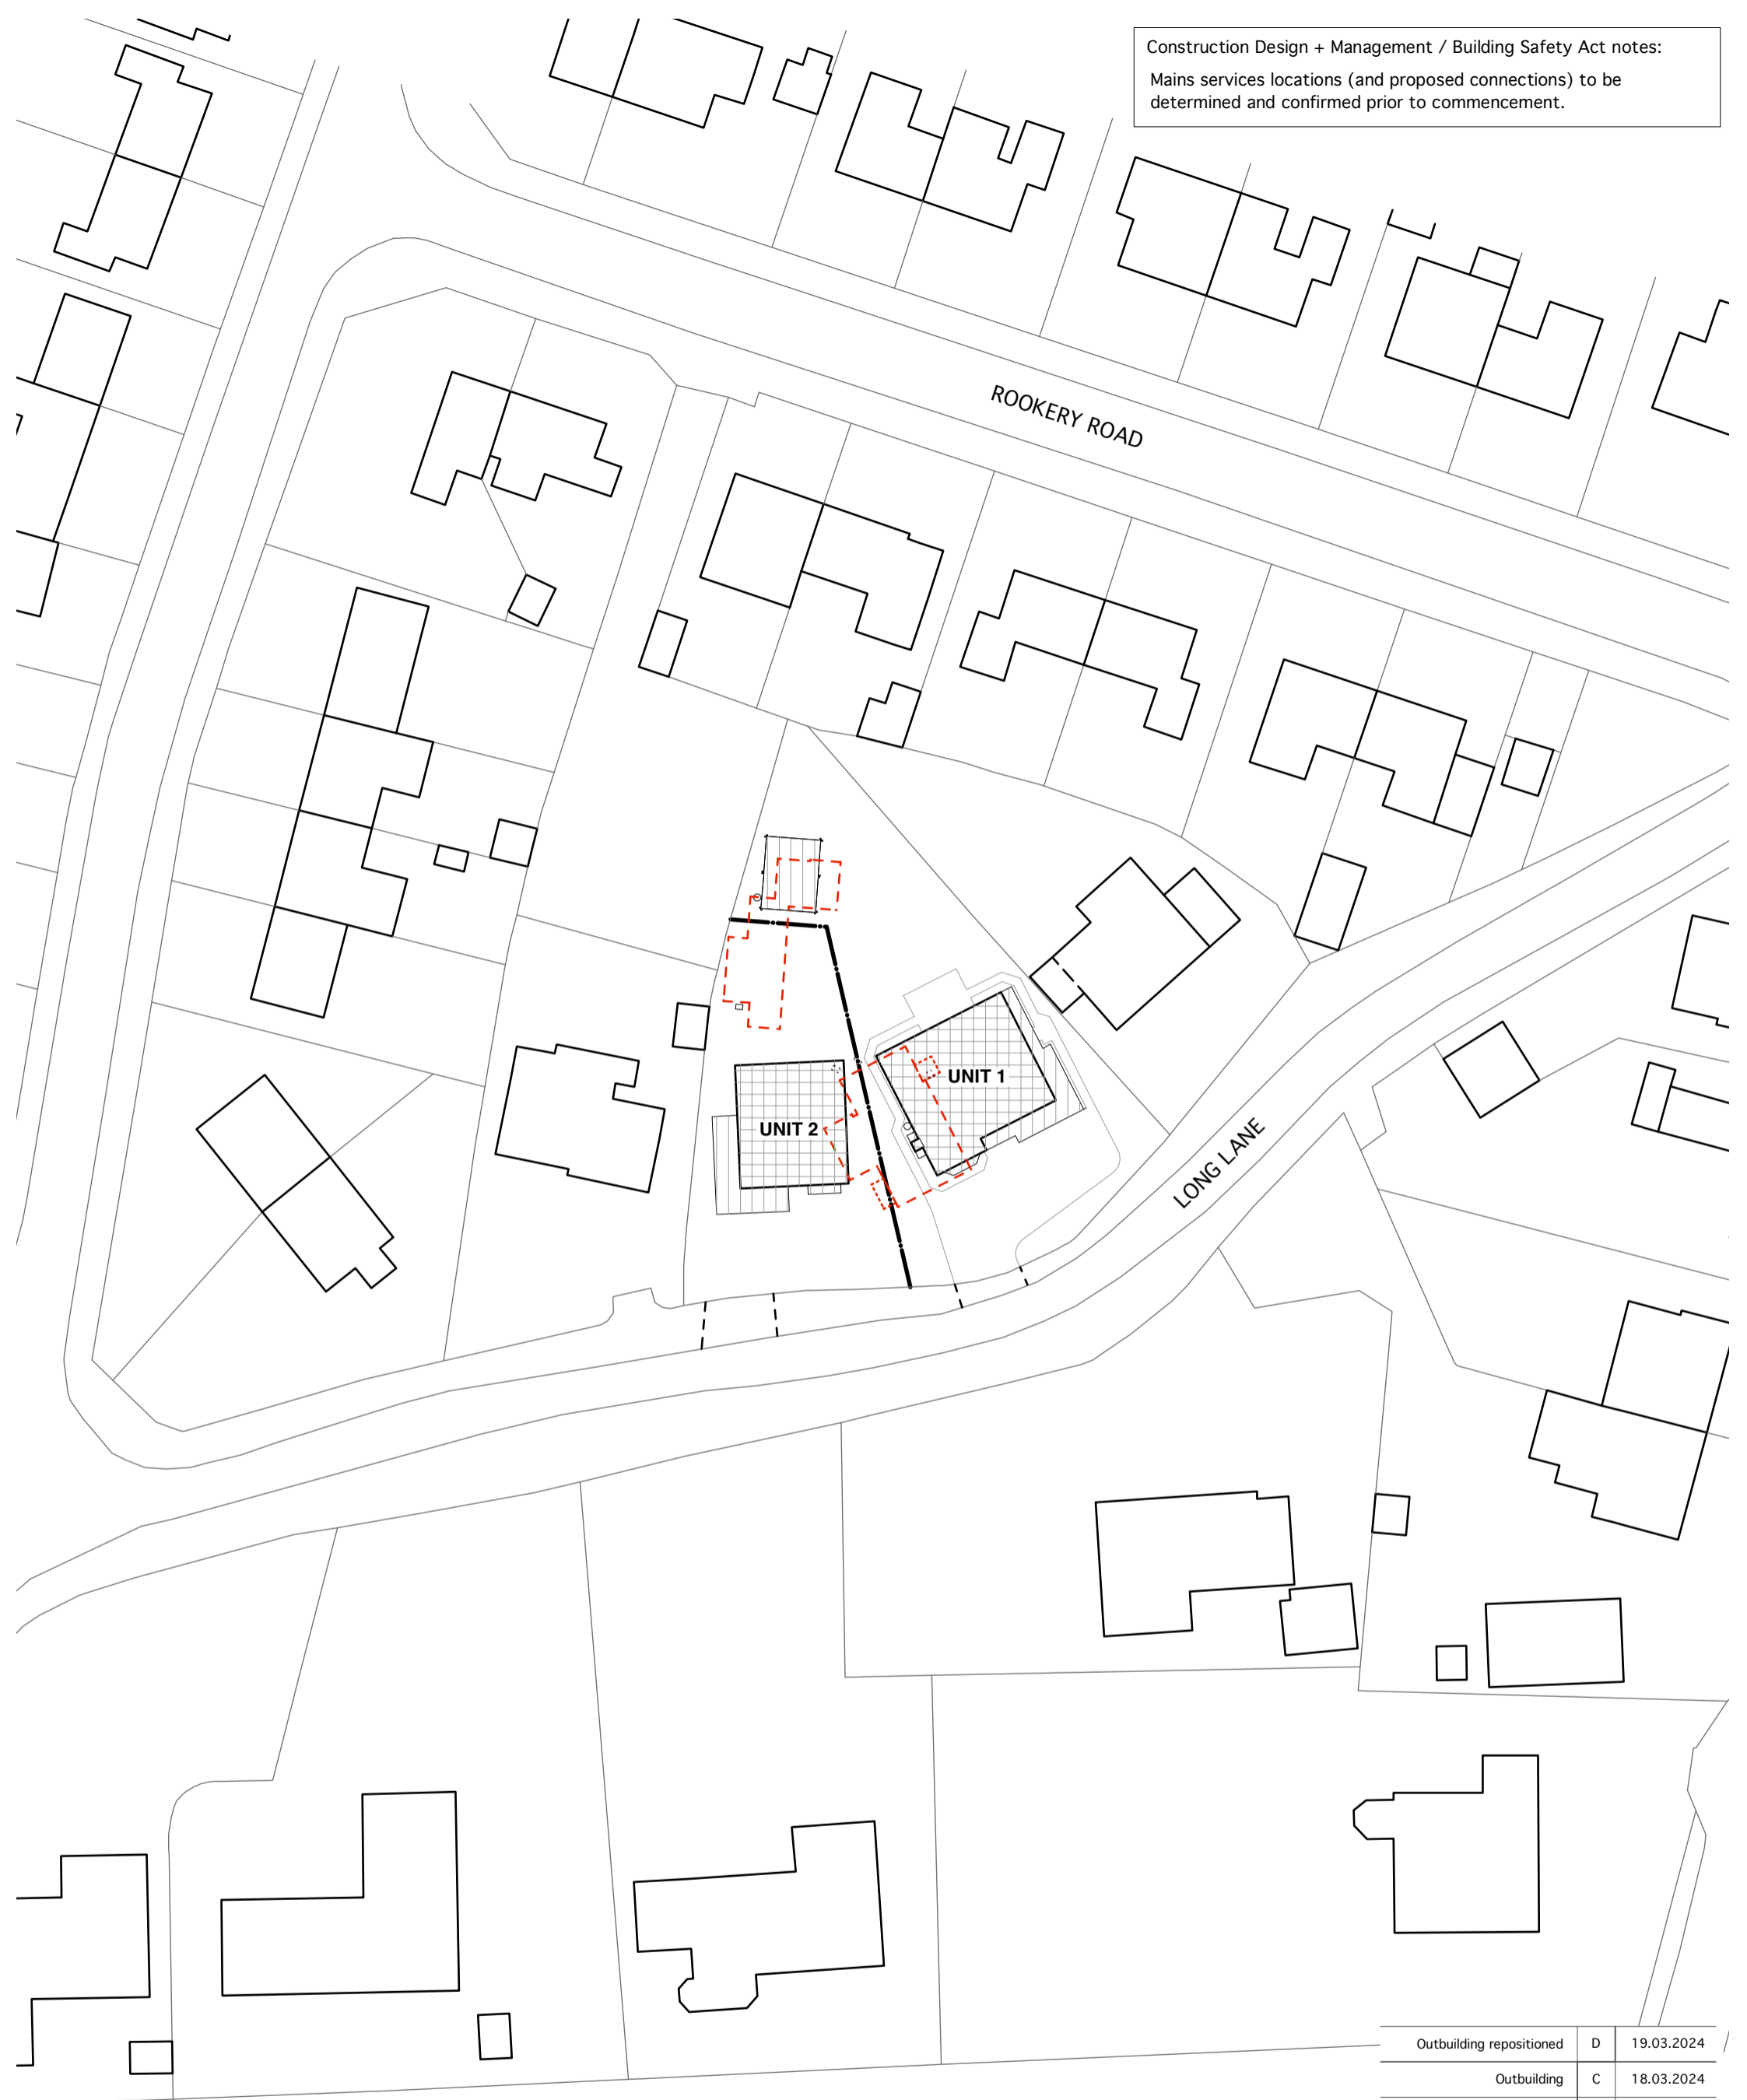 Construction Design + Management / Building Safety Act notes:
Mains services locations (and proposed connections) to be
determined and confirmed prior to commencement.
ROOKERY ROAD
UNIT 1
UNIT 2
LONG LANE
Outbuilding repositioned D 19.03.2024
Outbuilding C 18.03.2024